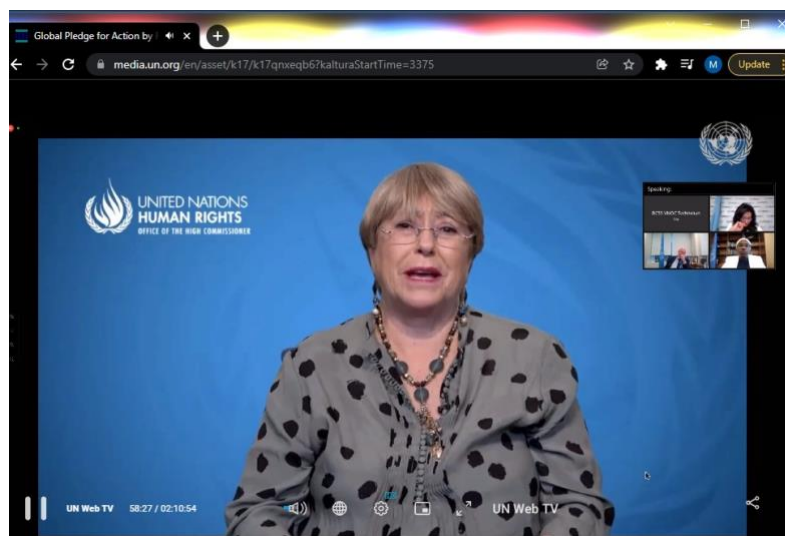 Global Pledge for Action by
media.un.org/en/asset/k17/k17qnxeqb6?kalturaStartTime=3375
M
Update
UNITED NATIONS
HUMAN RIGHTS
OFFICE OF THE HIGH COMMISSIONER
Speaking:
UN Web TV
58:27 / 02:10:54
UN Web TV